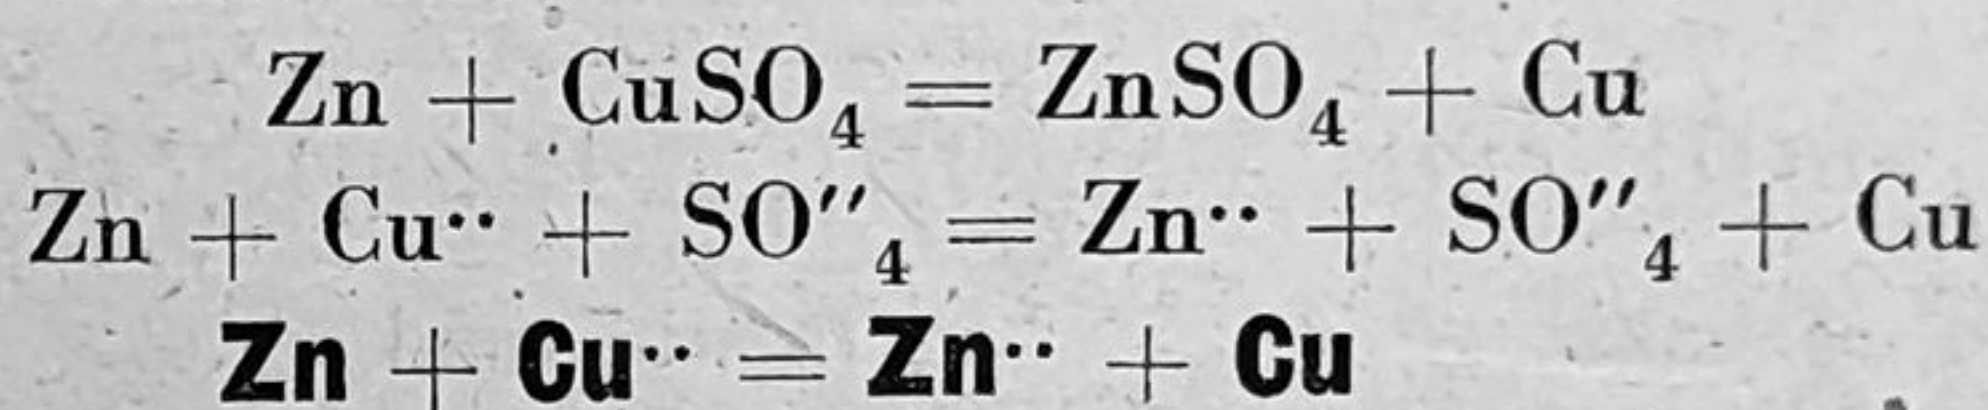 Zn + CuSO₄ = ZnSO₄ + Cu
Zn + Cu·· + SO″₄ = Zn·· + SO″₄ + Cu
Zn + Cu·· = Zn·· + Cu